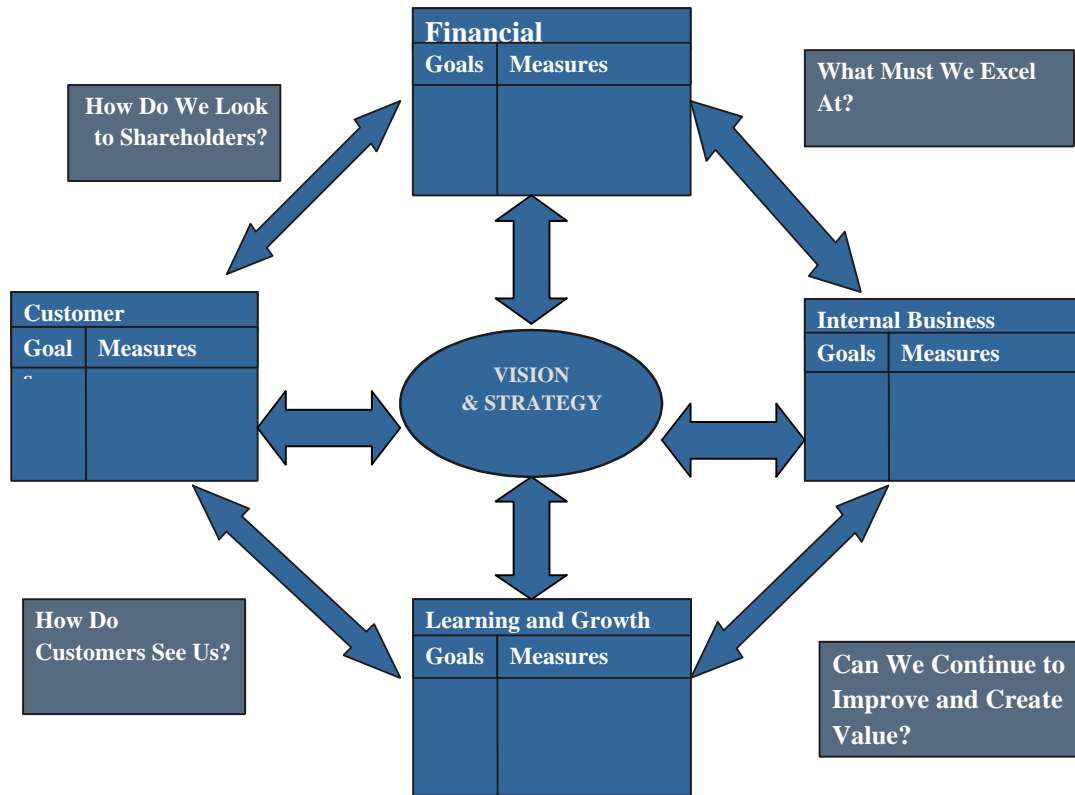 Financial
Goals Measures
What Must We Excel
At?
How Do We Look
to Shareholders?
Customer
Goal Measures
s
Internal Business
Goals Measures
VISION
& STRATEGY
How Do
Customers See Us?
Learning and Growth
Goals Measures
Can We Continue to
Improve and Create
Value?